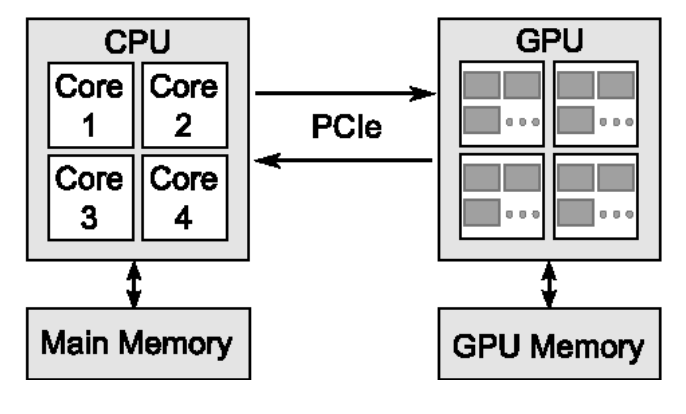 CPU
Core 1
Core 2
Core 3
Core 4
PCIe
GPU
Main Memory
GPU Memory